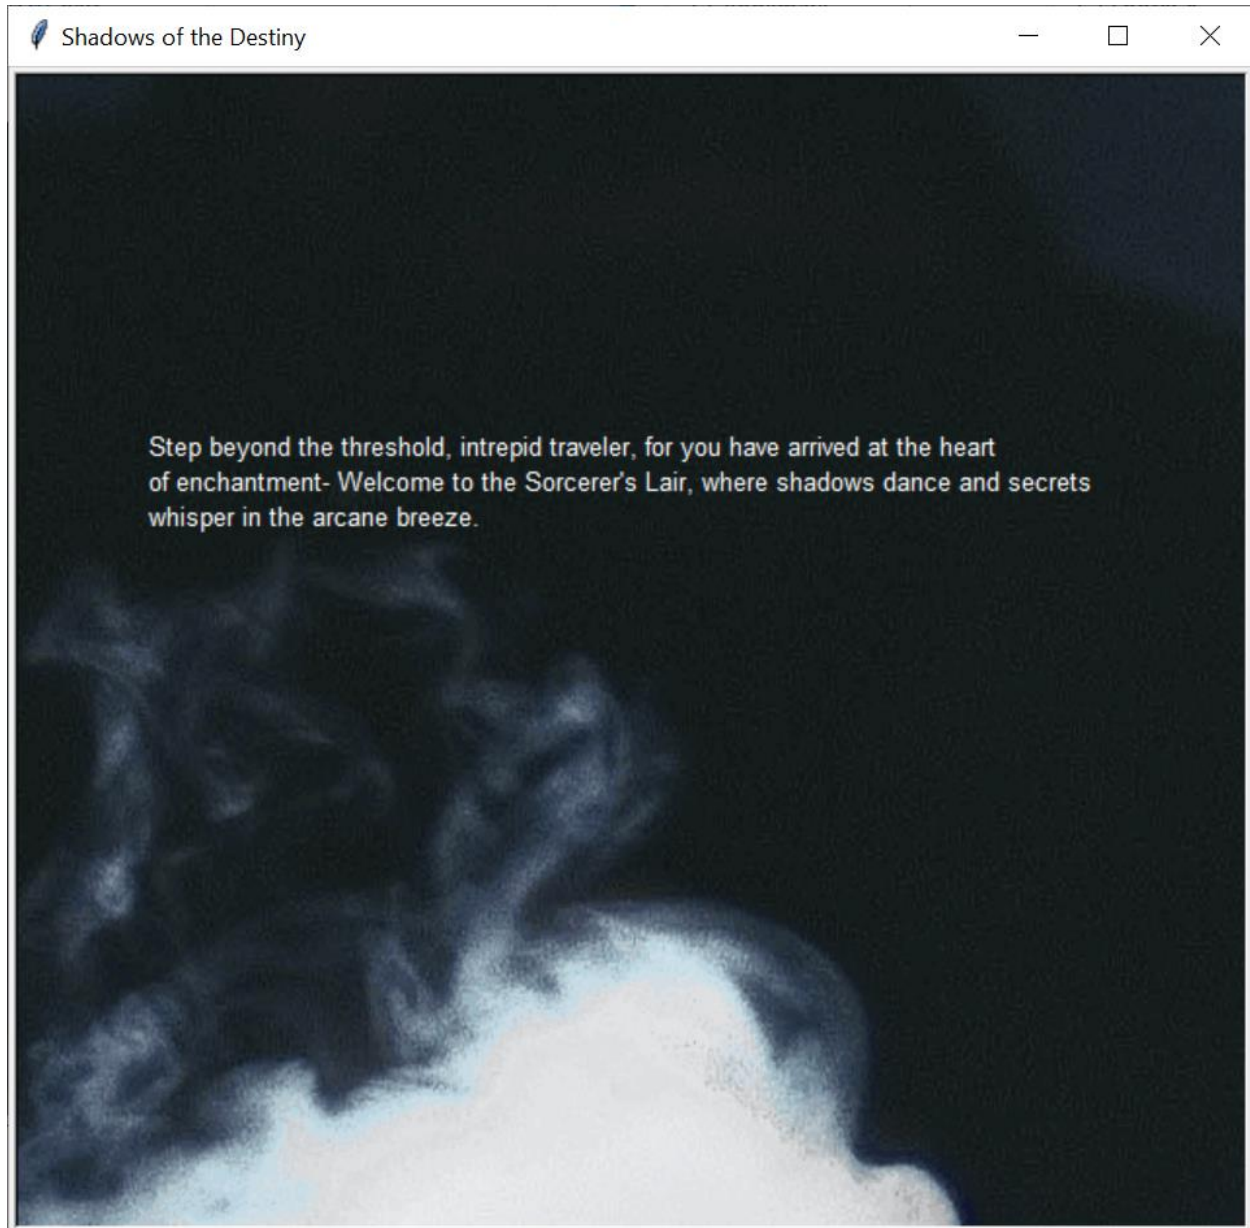 Shadows of the Destiny
Step beyond the threshold, intrepid traveler, for you have arrived at the heart
of enchantment- Welcome to the Sorcerer's Lair, where shadows dance and secrets
whisper in the arcane breeze.